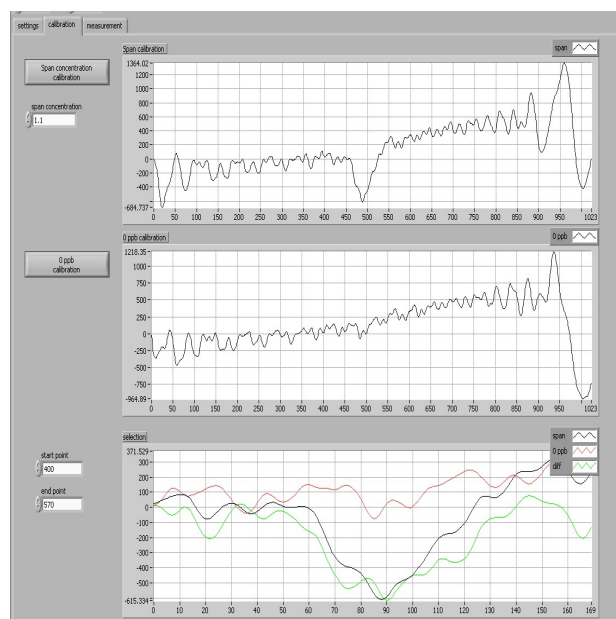 settings calibration measurement
Span calibration
span
Span concentration
calibration
span concentration
1.1
1364.02
1200
1000
800
600
400
200
0
-200
-400
-684.737
0 50 100 150 200 250 300 350 400 450 500 550 600 650 700 750 800 850 900 950 1023
0 ppb calibration
0 ppb
0 ppb
calibration
1218.35
1000
750
500
250
0
-250
-500
-750
-964.89
0 50 100 150 200 250 300 350 400 450 500 550 600 650 700 750 800 850 900 950 1023
selection
span
0 ppb
diff
start point
400
end point
570
371.529
300
200
100
0
-100
-200
-300
-400
-500
-615.334
0 10 20 30 40 50 60 70 80 90 100 110 120 130 140 150 160 169